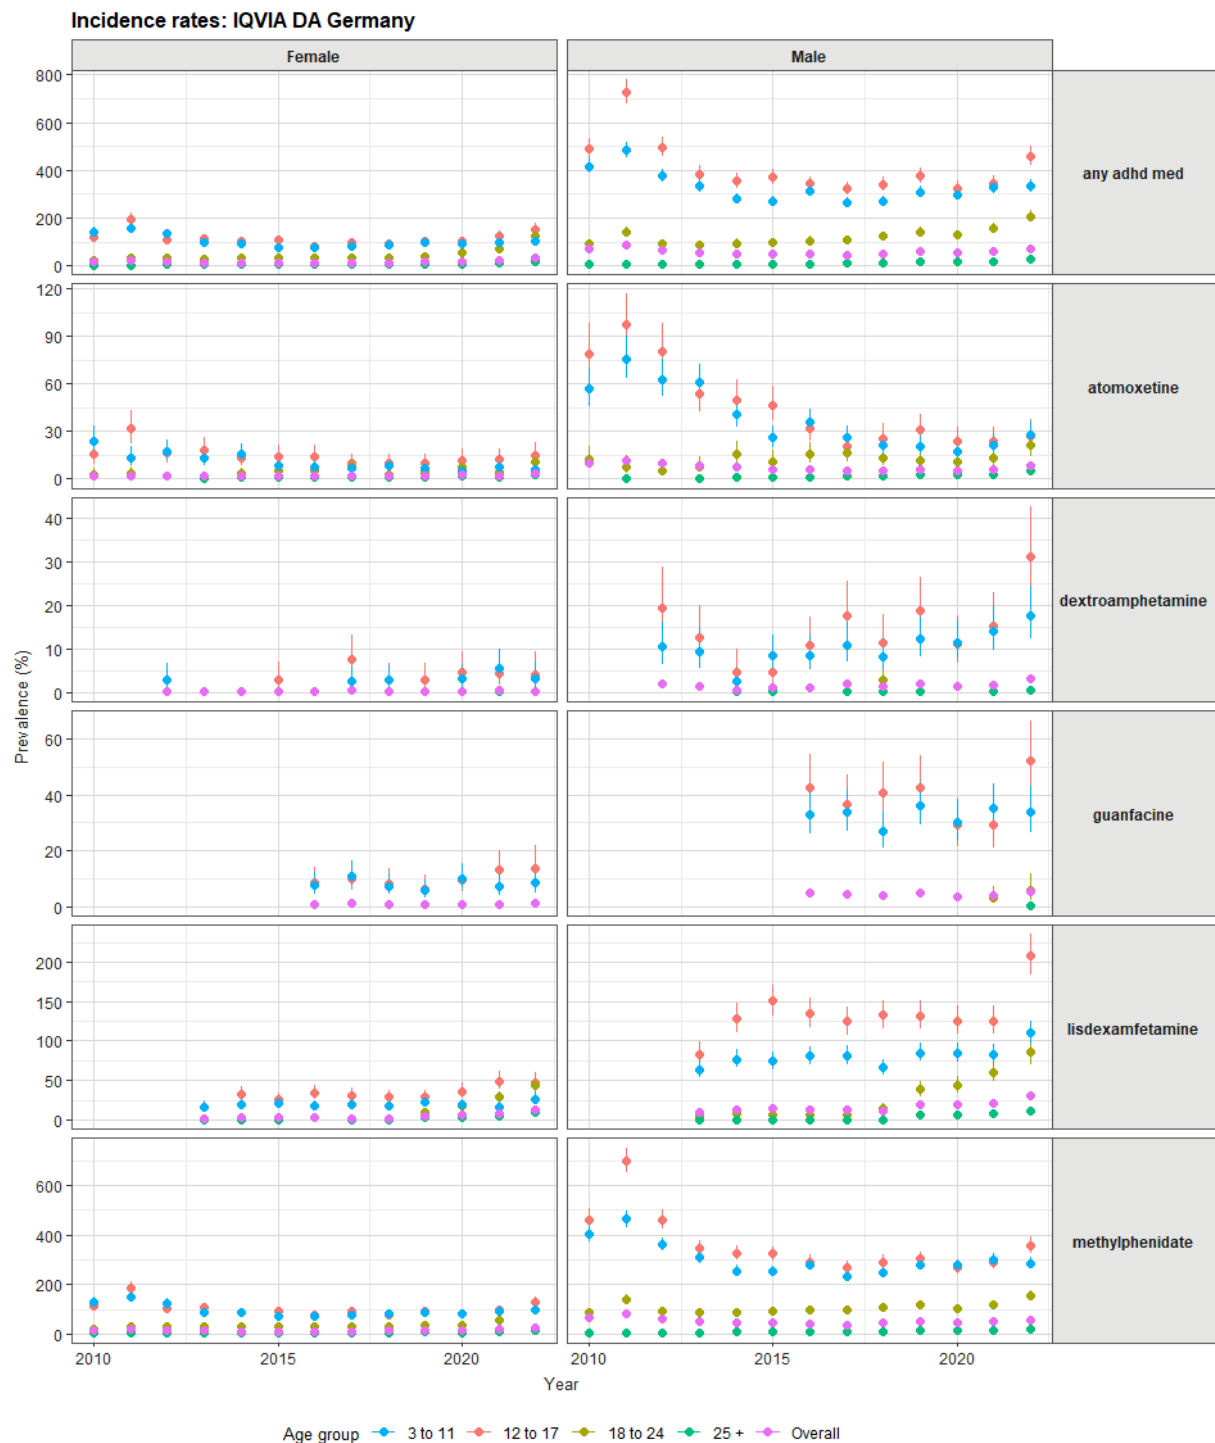 Incidence rates: IQVIA DA Germany
Female Male
800
600
400
200
0
any adhd med
120
90
60
30
0
atomoxetine
40
30
20
10
0
dextroamphetamine
60
40
20
0
guanfacine
200
150
100
50
0
lisdexamfetamine
600
400
200
0
methylphenidate
Prevalence (%)
2010 2015 2020 2010 2015 2020
Year
Age group 3 to 11 12 to 17 18 to 24 25 + Overall